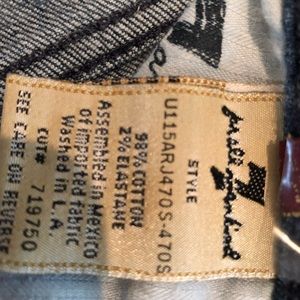 7
for all mankind
STYLE
U115ARJ470S-470S
98% COTTON
2% ELASTANE
Assembled in Mexico
of imported fabric
Washed in L.A.
CUT# 719750
SEE CARE ON REVERSE